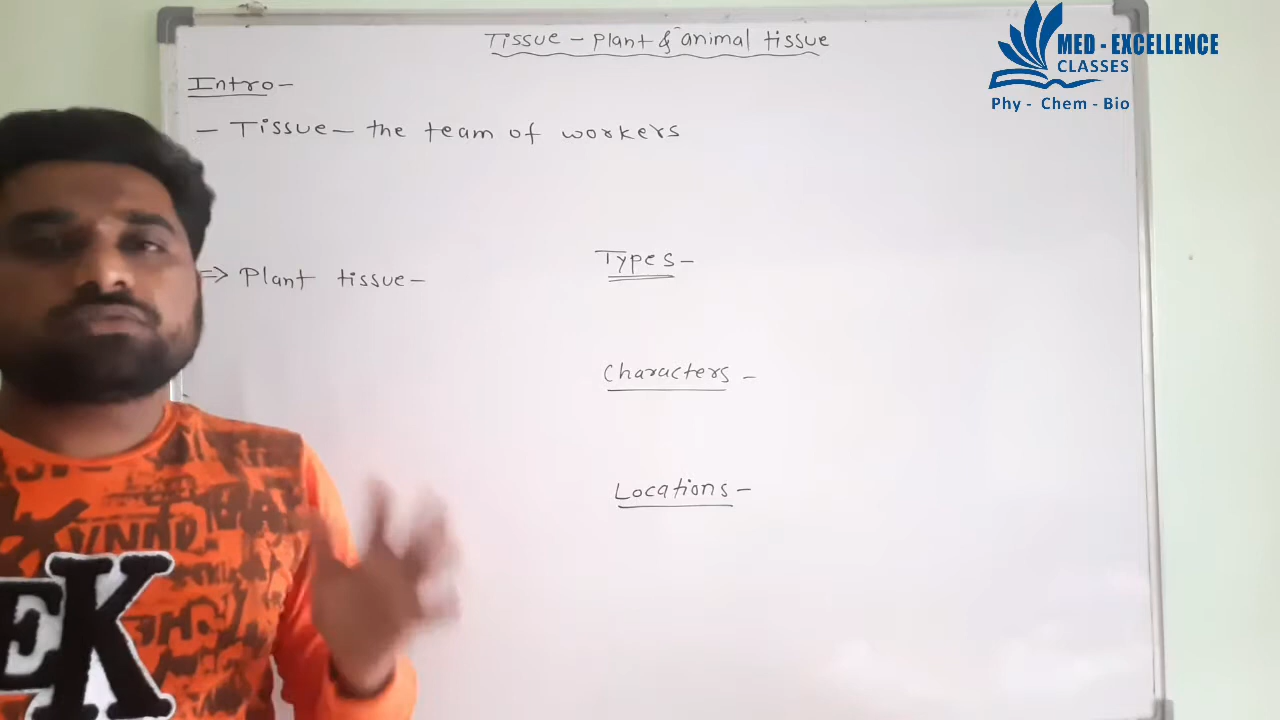 Tissue - Plant & animal tissue
MED - EXCELLENCE
CLASSES
Phy - Chem - Bio
Intro -
- Tissue - the team of workers
Types -
⇒ Plant tissue -
Characters -
Locations -
EK